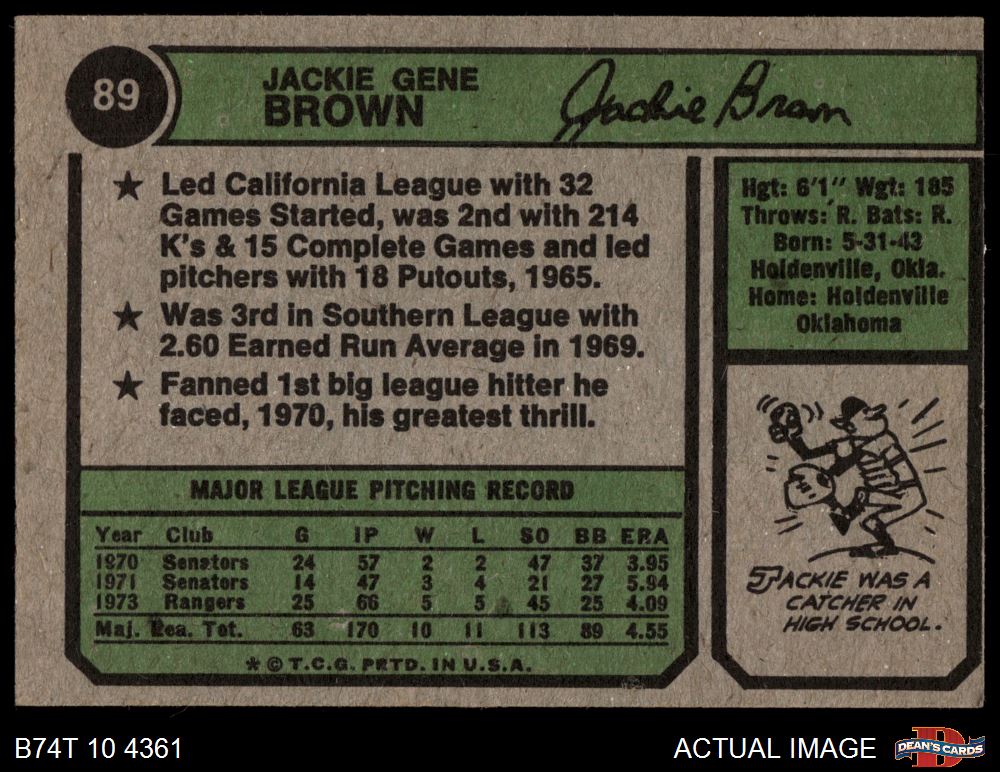 89
JACKIE GENE
BROWN
Jackie Brown
★ Led California League with 32
Games Started, was 2nd with 214
K's & 15 Complete Games and led
pitchers with 18 Putouts, 1965.
★ Was 3rd in Southern League with
2.60 Earned Run Average in 1969.
★ Fanned 1st big league hitter he
faced, 1970, his greatest thrill.
Hgt: 6'1" Wgt: 185
Throws: R. Bats: R.
Born: 5-31-43
Holdenville, Okla.
Home: Holdenville
Oklahoma
MAJOR LEAGUE PITCHING RECORD
Year Club G IP W L SO BB ERA
1970 Senators 24 57 2 2 47 37 3.95
1971 Senators 14 47 3 4 21 27 5.94
1973 Rangers 25 66 5 5 45 25 4.09
Maj. Lea. Tot. 63 170 10 11 113 89 4.55
* © T.C.G. PRTD. IN U.S.A.
JACKIE WAS A
CATCHER IN
HIGH SCHOOL.
B74T 10 4361
ACTUAL IMAGE
D
DEAN'S CARDS